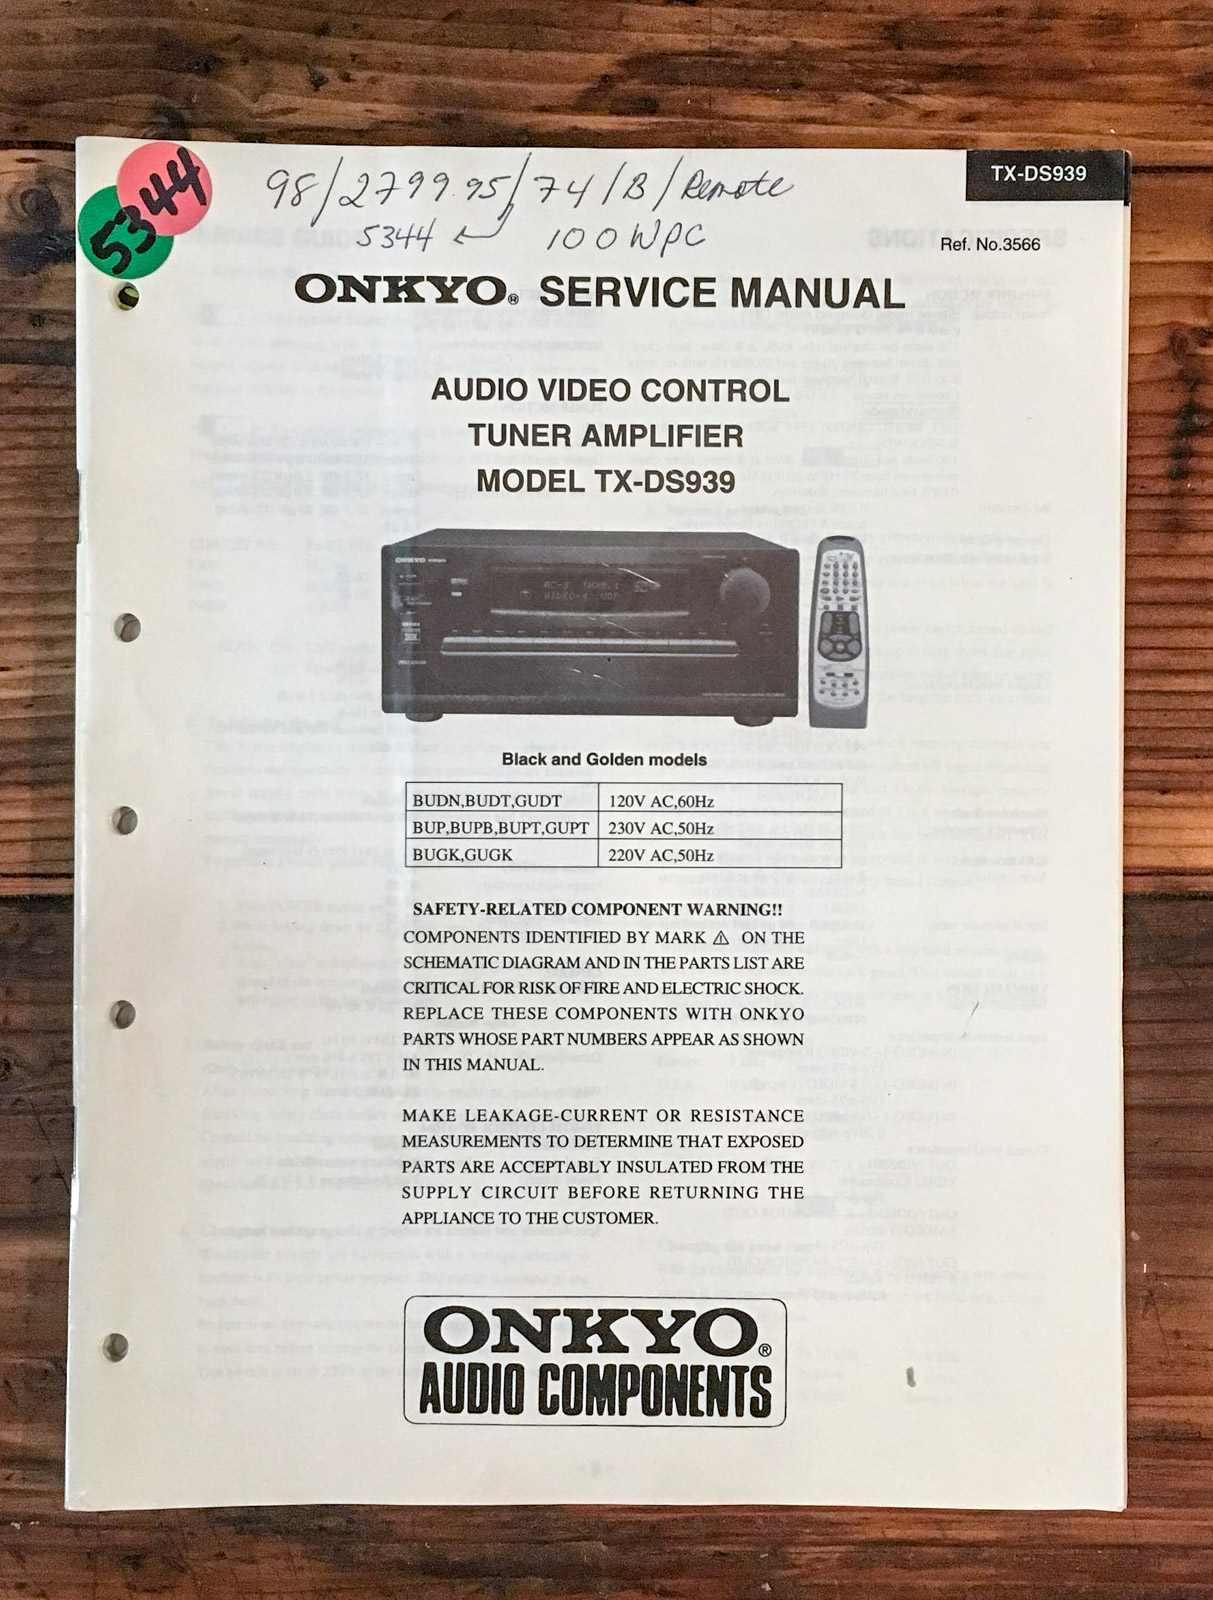 5344
98/2799.95/74/B/Remote
5344 100WPC
TX-DS939
Ref. No.3566
ONKYO® SERVICE MANUAL
AUDIO VIDEO CONTROL
TUNER AMPLIFIER
MODEL TX-DS939
ONKYO
Black and Golden models
BUDN,BUDT,GUDT 120V AC,60Hz
BUP,BUPB,BUPT,GUPT 230V AC,50Hz
BUGK,GUGK 220V AC,50Hz
SAFETY-RELATED COMPONENT WARNING!!
COMPONENTS IDENTIFIED BY MARK ⚠ ON THE
SCHEMATIC DIAGRAM AND IN THE PARTS LIST ARE
CRITICAL FOR RISK OF FIRE AND ELECTRIC SHOCK.
REPLACE THESE COMPONENTS WITH ONKYO
PARTS WHOSE PART NUMBERS APPEAR AS SHOWN
IN THIS MANUAL.
MAKE LEAKAGE-CURRENT OR RESISTANCE
MEASUREMENTS TO DETERMINE THAT EXPOSED
PARTS ARE ACCEPTABLY INSULATED FROM THE
SUPPLY CIRCUIT BEFORE RETURNING THE
APPLIANCE TO THE CUSTOMER.
ONKYO®
AUDIO COMPONENTS